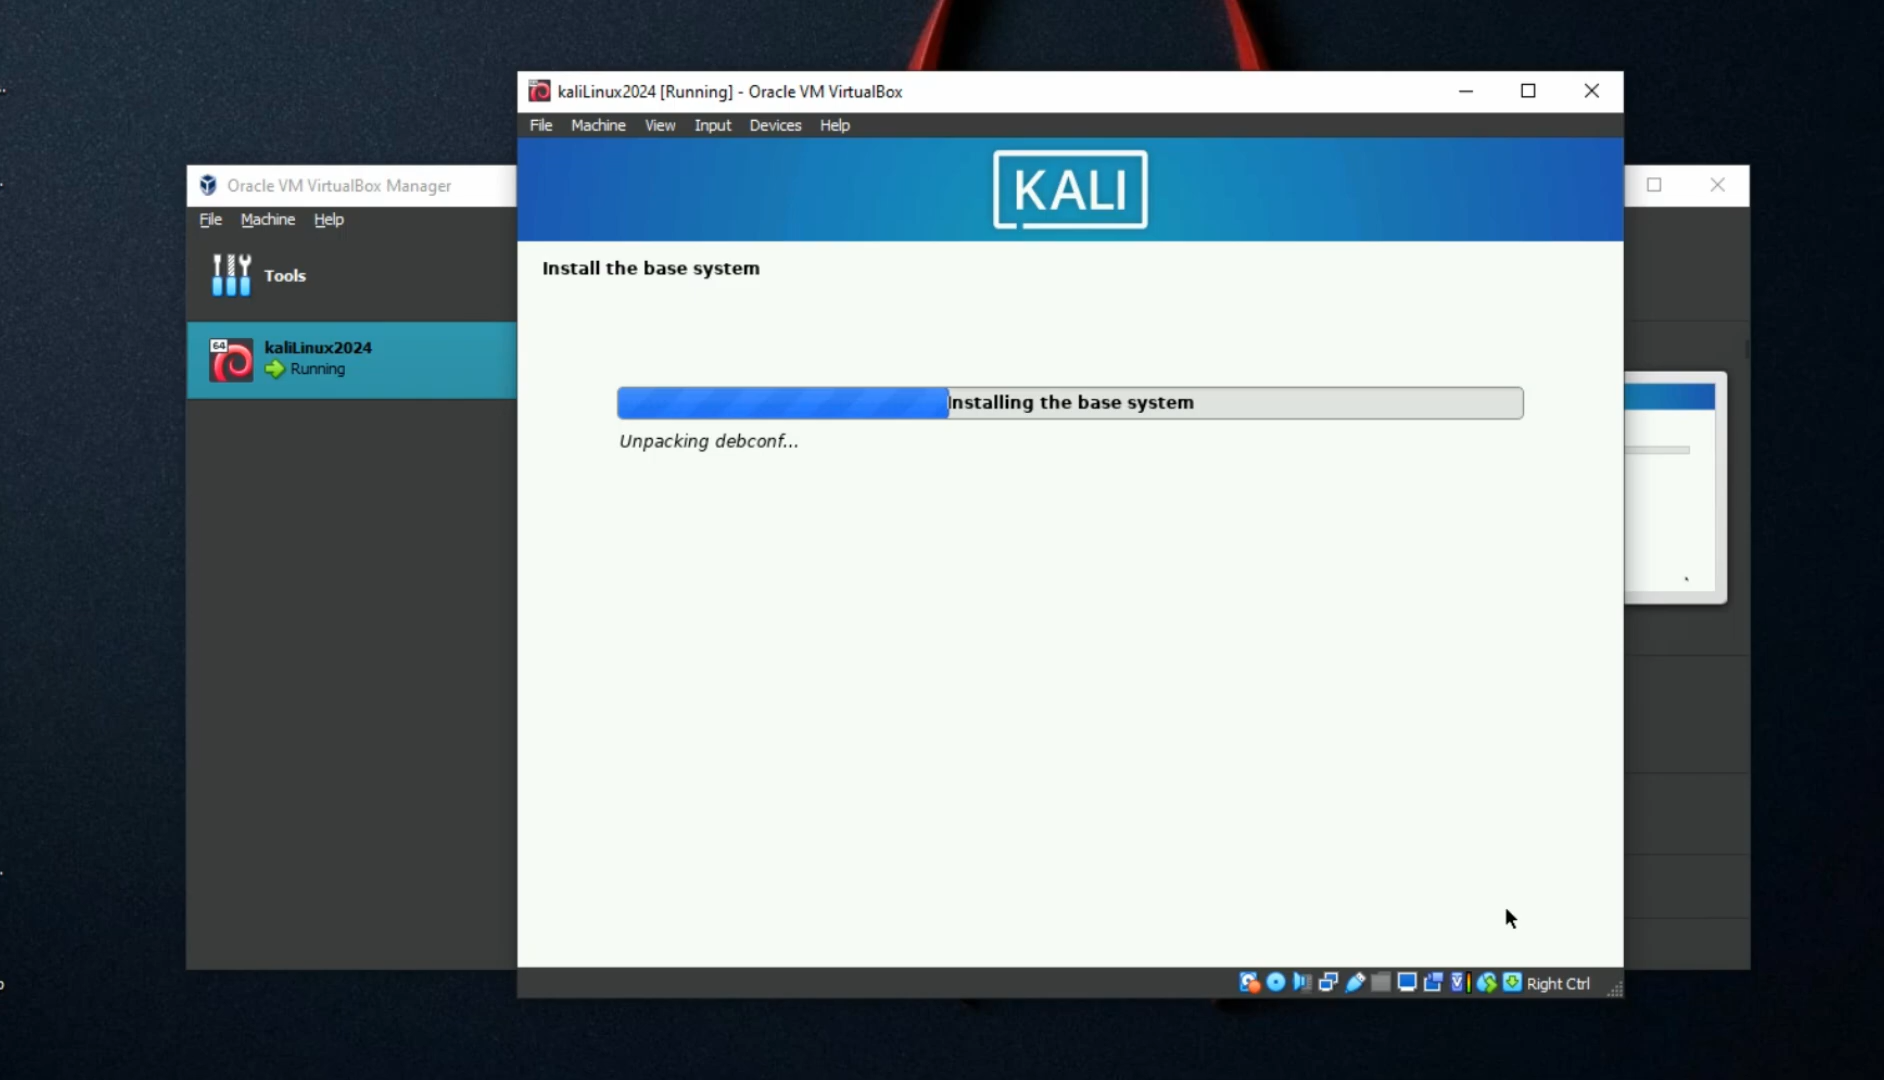 kaliLinux2024 [Running] - Oracle VM VirtualBox
File Machine View Input Devices Help
KALI
Oracle VM VirtualBox Manager
File Machine Help
Tools
Install the base system
64
kaliLinux2024
Running
Installing the base system
Unpacking debconf...
Right Ctrl